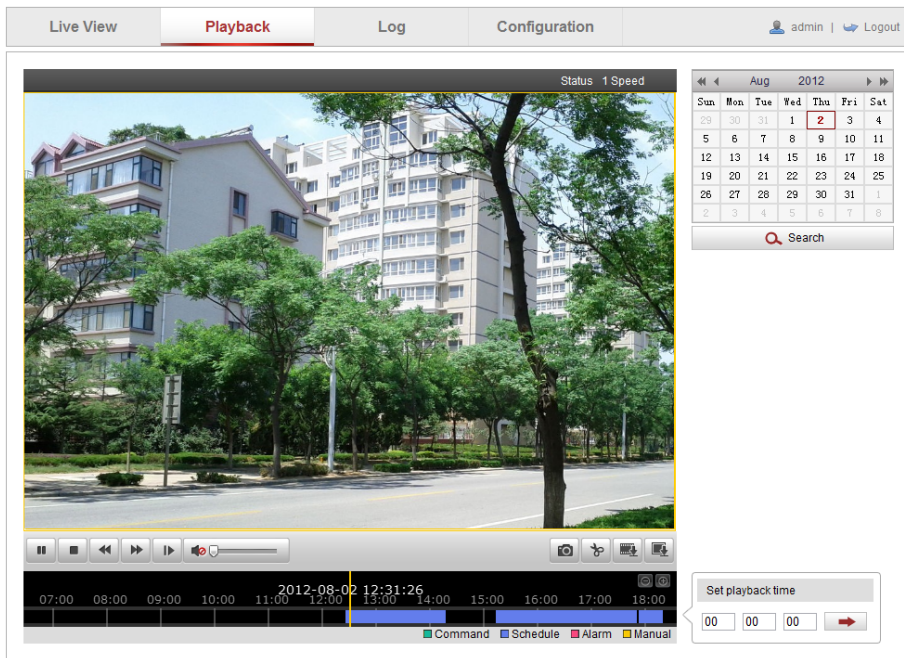 Live View Playback Log Configuration admin | Logout
Status 1 Speed
Aug 2012
Sun Mon Tue Wed Thu Fri Sat
29 30 31 1 2 3 4
5 6 7 8 9 10 11
12 13 14 15 16 17 18
19 20 21 22 23 24 25
26 27 28 29 30 31 1
2 3 4 5 6 7 8
Search
2012-08-02 12:31:26
07:00 08:00 09:00 10:00 11:00 12:00 13:00 14:00 15:00 16:00 17:00 18:00
Command Schedule Alarm Manual
Set playback time
00 00 00